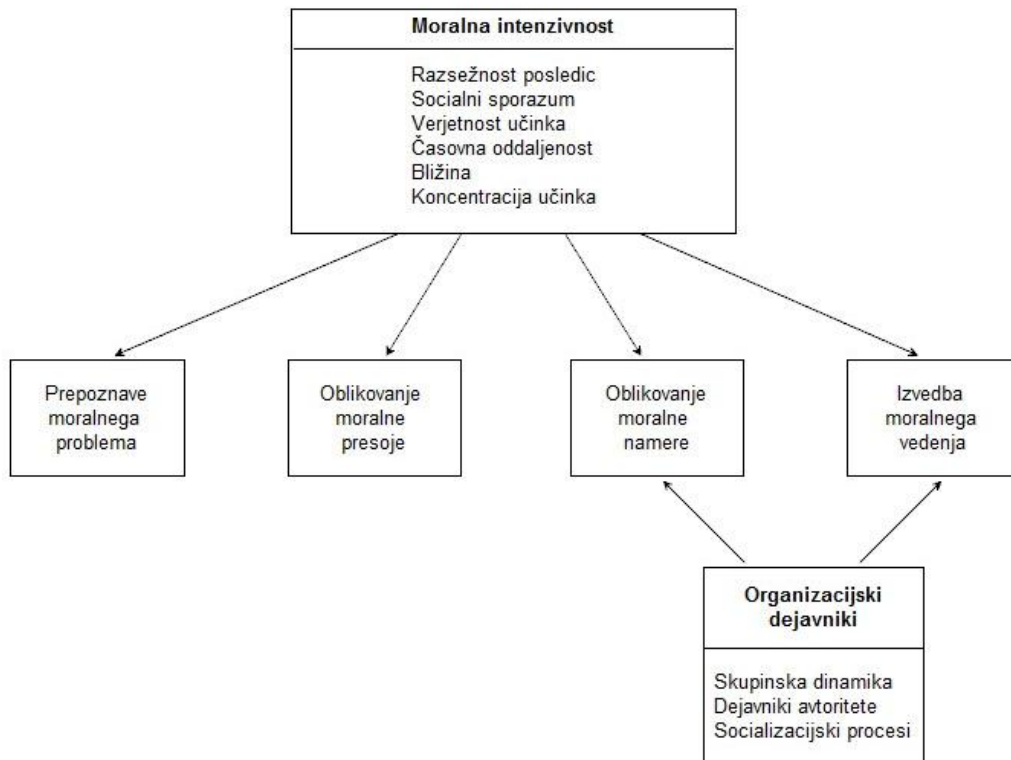 Moralna intenzivnost
Razsežnost posledic
Socialni sporazum
Verjetnost učinka
Časovna oddaljenost
Bližina
Koncentracija učinka
Prepoznave
moralnega
problema
Oblikovanje
moralne
presoje
Oblikovanje
moralne
namere
Izvedba
moralnega
vedenja
Organizacijski
dejavniki
Skupinska dinamika
Dejavniki avtoritete
Socializacijski procesi